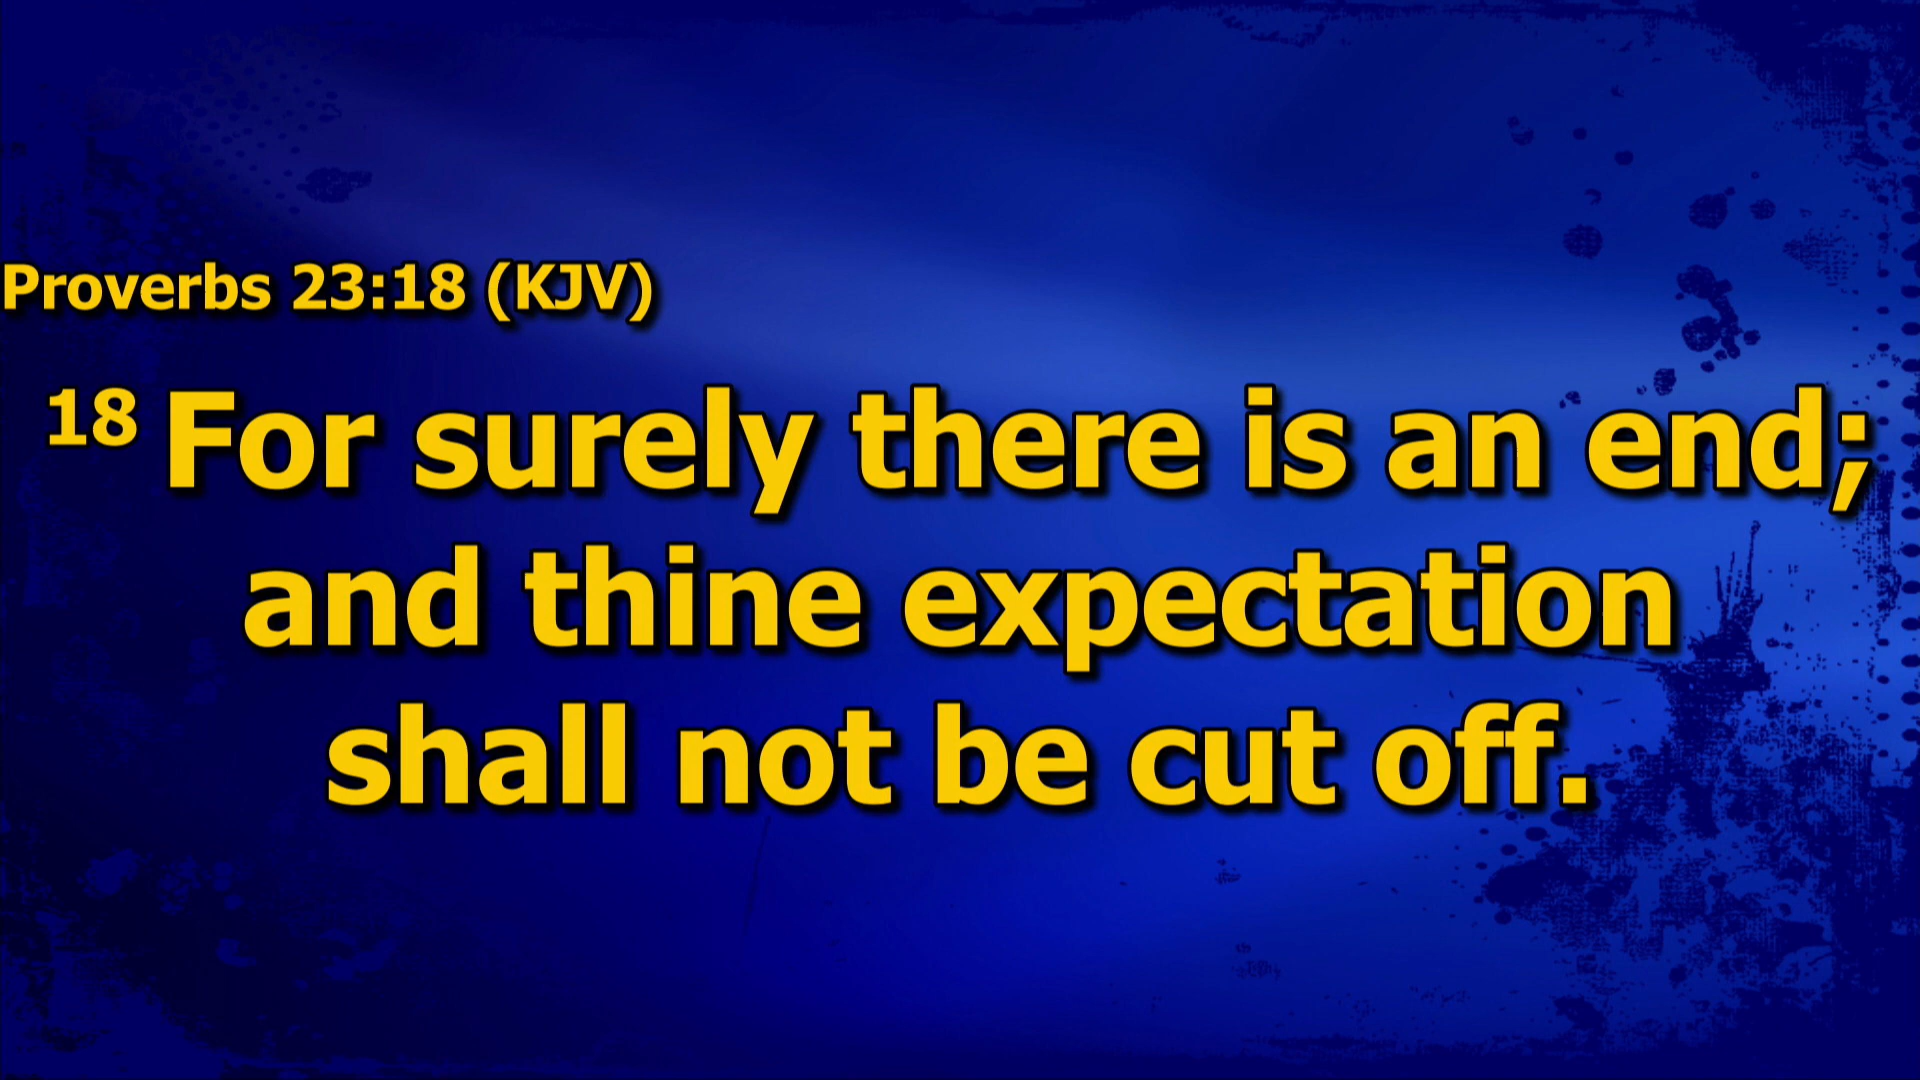 Proverbs 23:18 (KJV)
18 For surely there is an end;
and thine expectation
shall not be cut off.